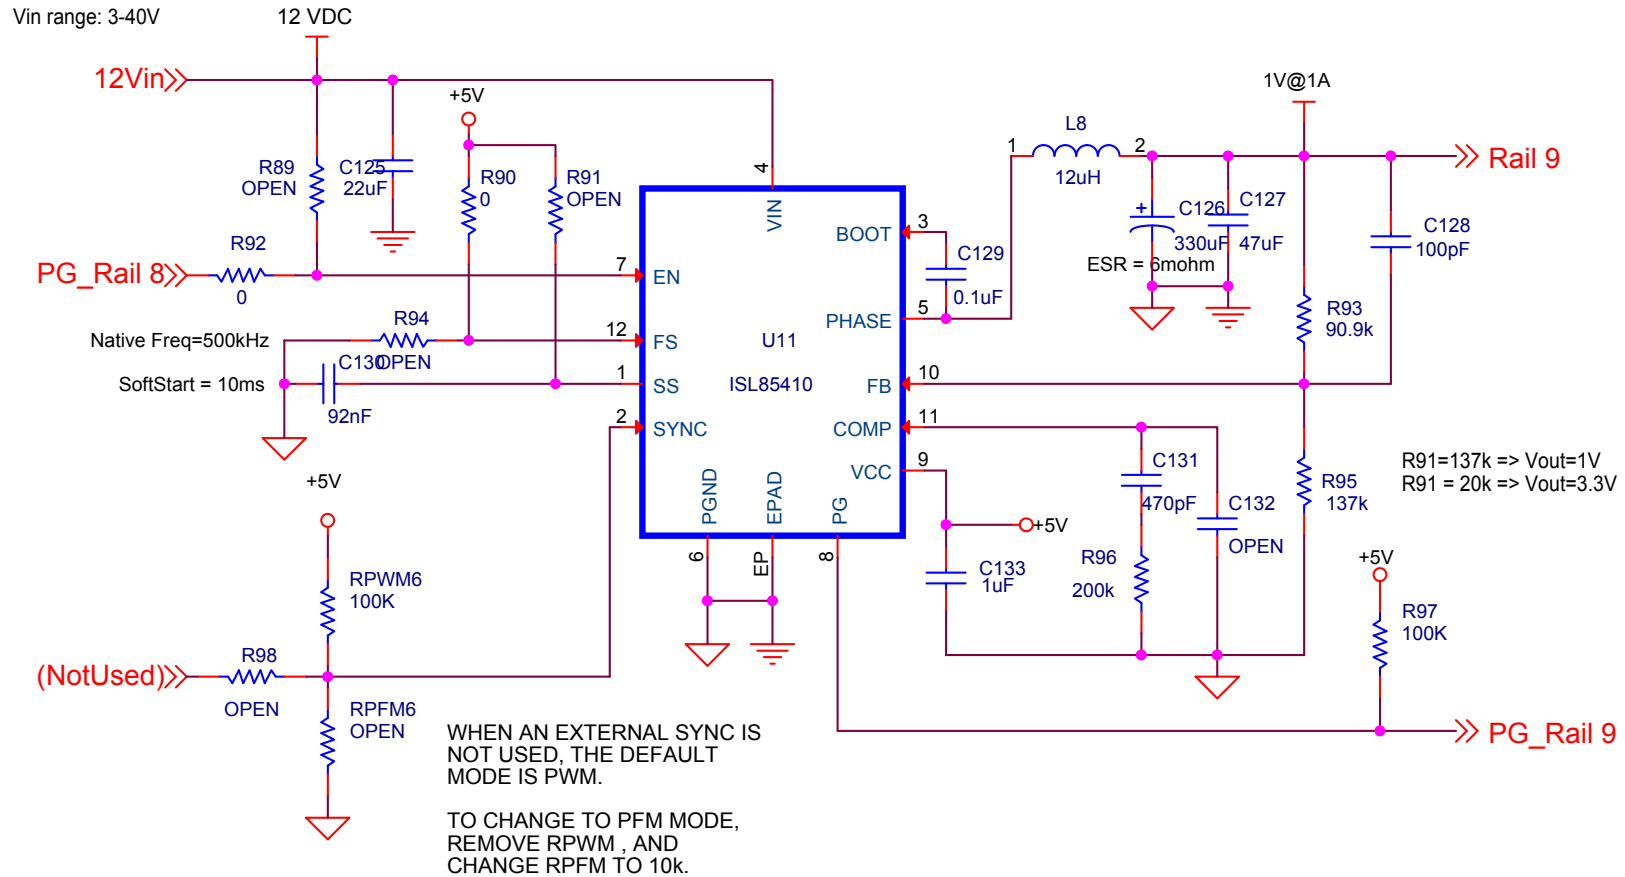 Vin range: 3-40V
12 VDC
12Vin
+5V
1V@1A
R89
OPEN
C125
22uF
R90
0
R91
OPEN
4
VIN
1
L8
2
12uH
Rail 9
R92
0
PG_Rail 8
7
EN
BOOT
3
C129
0.1uF
C126
330uF
ESR = 6mohm
C127
47uF
C128
100pF
Native Freq=500kHz
R94
OPEN
12
FS
PHASE
5
U11
ISL85410
R93
90.9k
SoftStart = 10ms
C130
92nF
1
SS
FB
10
2
SYNC
COMP
11
VCC
9
PGND
EPAD
PG
6
EP
8
C131
470pF
C132
OPEN
R95
137k
R91=137k => Vout=1V
R91 = 20k => Vout=3.3V
+5V
+5V
C133
1uF
R96
200k
+5V
R97
100K
RPWM6
100K
(NotUsed)
R98
OPEN
RPFM6
OPEN
PG_Rail 9
WHEN AN EXTERNAL SYNC IS
NOT USED, THE DEFAULT
MODE IS PWM.
TO CHANGE TO PFM MODE,
REMOVE RPWM , AND
CHANGE RPFM TO 10k.